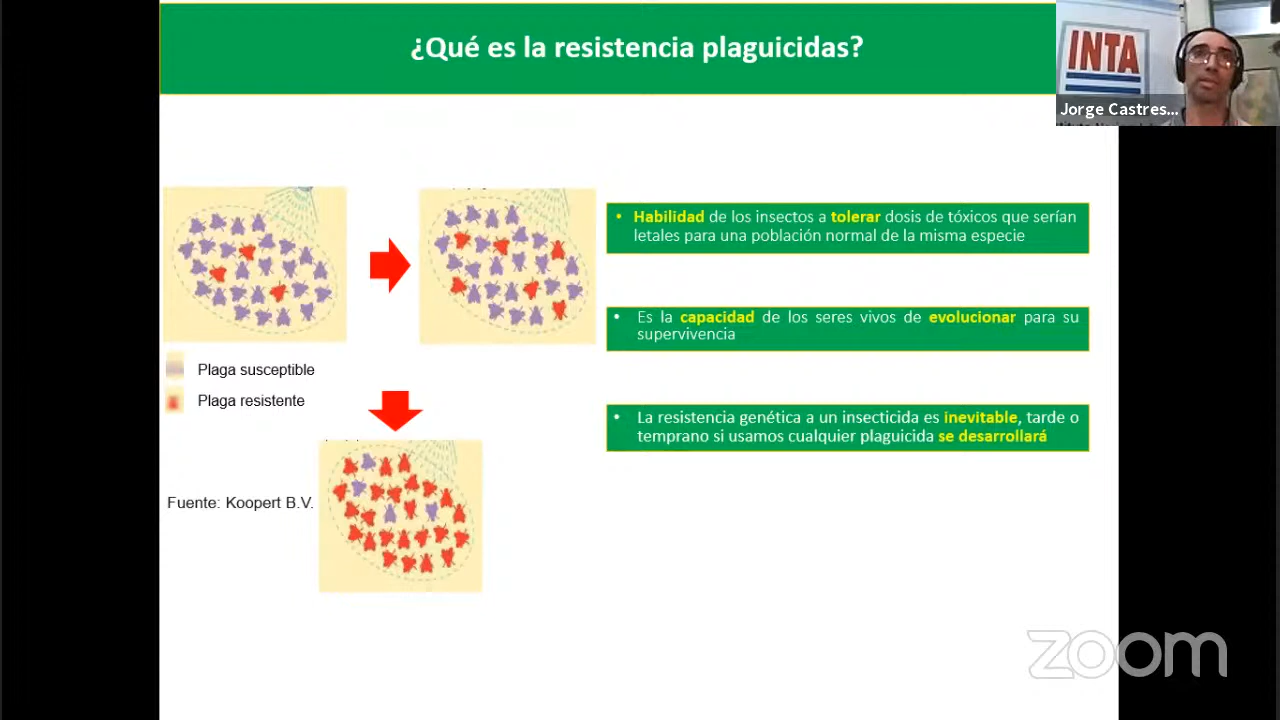 ¿Qué es la resistencia plaguicidas?
INTA
Jorge Castres...
• Habilidad de los insectos a tolerar dosis de tóxicos que serían
letales para una población normal de la misma especie
• Es la capacidad de los seres vivos de evolucionar para su
supervivencia
Plaga susceptible
Plaga resistente
• La resistencia genética a un insecticida es inevitable, tarde o
temprano si usamos cualquier plaguicida se desarrollará
Fuente: Koopert B.V.
zoom